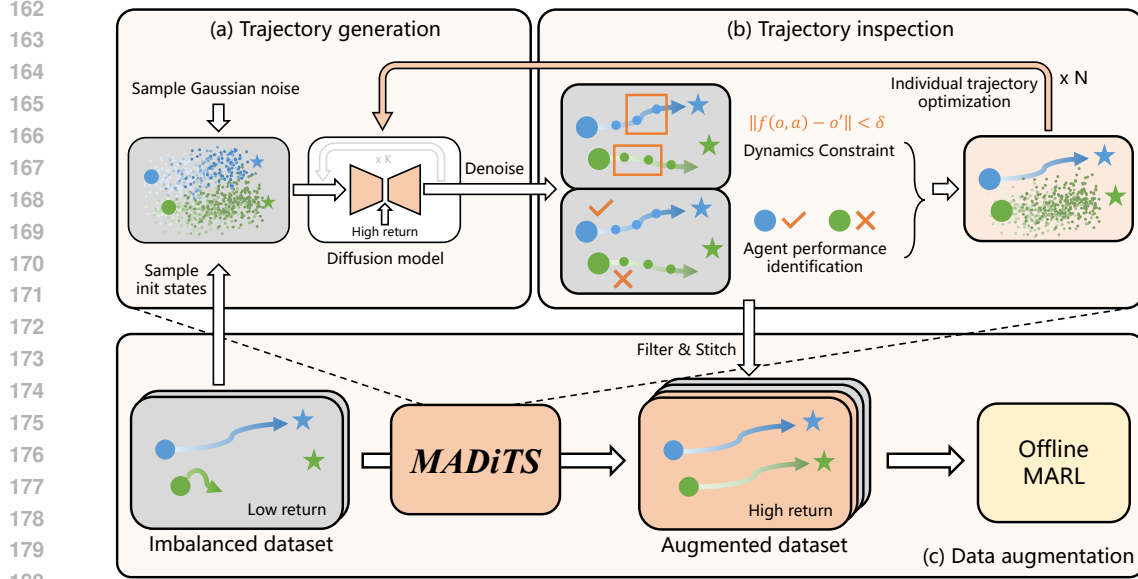 162
163
164
165
166
167
168
169
170
171
172
173
174
175
176
177
178
179
(a) Trajectory generation
Sample Gaussian noise
x K
High return
Diffusion model
Denoise
Sample
init states
(b) Trajectory inspection
x N
Individual trajectory
optimization
‖f(o, a) − o′‖ < δ
Dynamics Constraint
Agent performance
identification
Filter & Stitch
Low return
Imbalanced dataset
MADiTS
High return
Augmented dataset
Offline
MARL
(c) Data augmentation